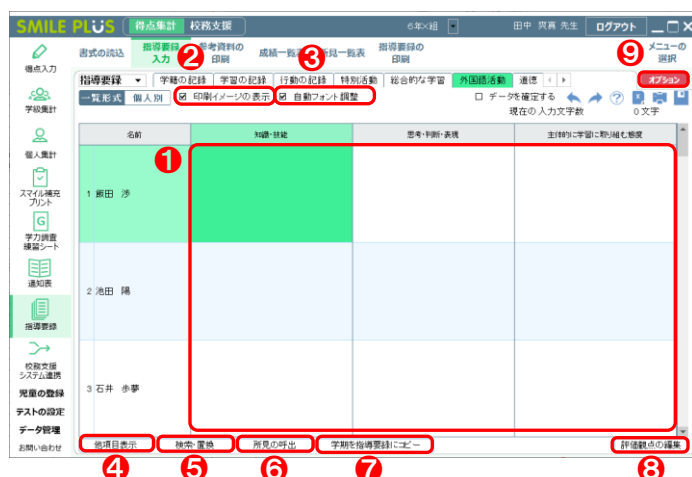 SMILE PLUS 得点集計 校務支援 6年×組 田中 爽真 先生 ログアウト
得点入力
学級集計
個人集計
スマイル補充
プリント
学力調査
練習シート
通知表
指導要録
校務支援
システム連携
児童の登録
テストの設定
データ管理
お問い合わせ
書式の読込 指導要録の
入力 参考資料の
印刷 成績一覧表 所見一覧表 指導要録の
印刷 メニューの
選択
❷ ❸ ❾
指導要録 学籍の記録 学習の記録 行動の記録 特別活動 総合的な学習 外国語活動 道徳 オプション
一覧形式 個人別 印刷イメージの表示 自動フォント調整 データを確定する
現在の入力文字数 0文字
名前 知識・技能 思考・判断・表現 主体的に学習に取り組む態度
❶
1 飯田 渉
2 池田 陽
3 石井 歩夢
他項目表示 検索・置換 所見の呼出 学期を指導要録にコピー 評価観点の編集
❹ ❺ ❻ ❼ ❽